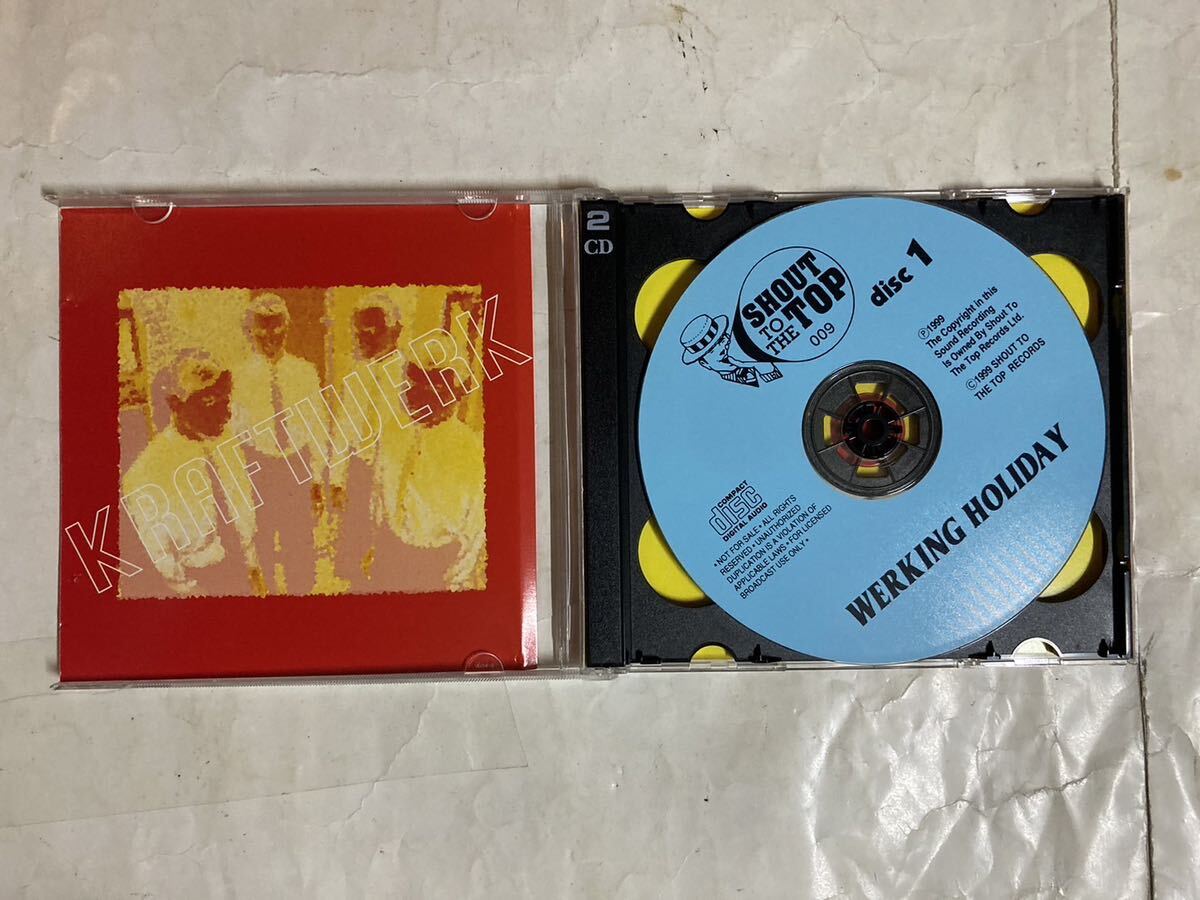 KRAFTWERK
2
CD
SHOUT
TO
THE TOP
009
disc 1
Ⓟ1999
The Copyright in this
Sound Recording
Is Owned By Shout To
The Top Records Ltd.
©1999 SHOUT TO
THE TOP RECORDS
COMPACT
disc
DIGITAL AUDIO
• NOT FOR SALE • ALL RIGHTS
RESERVED • UNAUTHORIZED
DUPLICATION IS A VIOLATION OF
APPLICABLE LAWS • FOR LICENSED
BROADCAST USE ONLY •
WERKING HOLIDAY